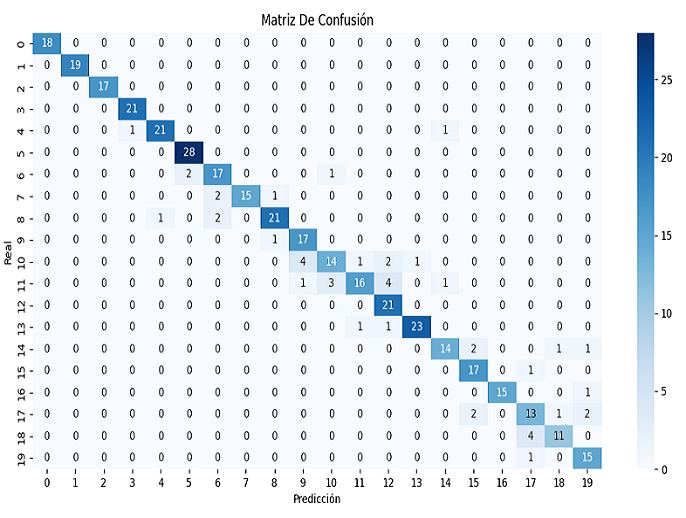 Matriz De Confusión
Real
0 18 0 0 0 0 0 0 0 0 0 0 0 0 0 0 0 0 0 0 0
1 0 19 0 0 0 0 0 0 0 0 0 0 0 0 0 0 0 0 0 0
2 0 0 17 0 0 0 0 0 0 0 0 0 0 0 0 0 0 0 0 0
3 0 0 0 21 0 0 0 0 0 0 0 0 0 0 0 0 0 0 0 0
4 0 0 0 1 21 0 0 0 0 0 0 0 0 0 1 0 0 0 0 0
5 0 0 0 0 0 28 0 0 0 0 0 0 0 0 0 0 0 0 0 0
6 0 0 0 0 0 2 17 0 0 0 1 0 0 0 0 0 0 0 0 0
7 0 0 0 0 0 0 2 15 1 0 0 0 0 0 0 0 0 0 0 0
8 0 0 0 0 1 0 2 0 21 0 0 0 0 0 0 0 0 0 0 0
9 0 0 0 0 0 0 0 0 1 17 0 0 0 0 0 0 0 0 0 0
10 0 0 0 0 0 0 0 0 0 4 14 1 2 1 0 0 0 0 0 0
11 0 0 0 0 0 0 0 0 0 1 3 16 4 0 1 0 0 0 0 0
12 0 0 0 0 0 0 0 0 0 0 0 0 21 0 0 0 0 0 0 0
13 0 0 0 0 0 0 0 0 0 0 0 1 1 23 0 0 0 0 0 0
14 0 0 0 0 0 0 0 0 0 0 0 0 0 0 14 2 0 0 1 1
15 0 0 0 0 0 0 0 0 0 0 0 0 0 0 0 17 0 1 0 0
16 0 0 0 0 0 0 0 0 0 0 0 0 0 0 0 0 15 0 0 1
17 0 0 0 0 0 0 0 0 0 0 0 0 0 0 0 2 0 13 1 2
18 0 0 0 0 0 0 0 0 0 0 0 0 0 0 0 0 0 4 11 0
19 0 0 0 0 0 0 0 0 0 0 0 0 0 0 0 0 0 1 0 15
0 1 2 3 4 5 6 7 8 9 10 11 12 13 14 15 16 17 18 19
Predicción
25
20
15
10
5
0